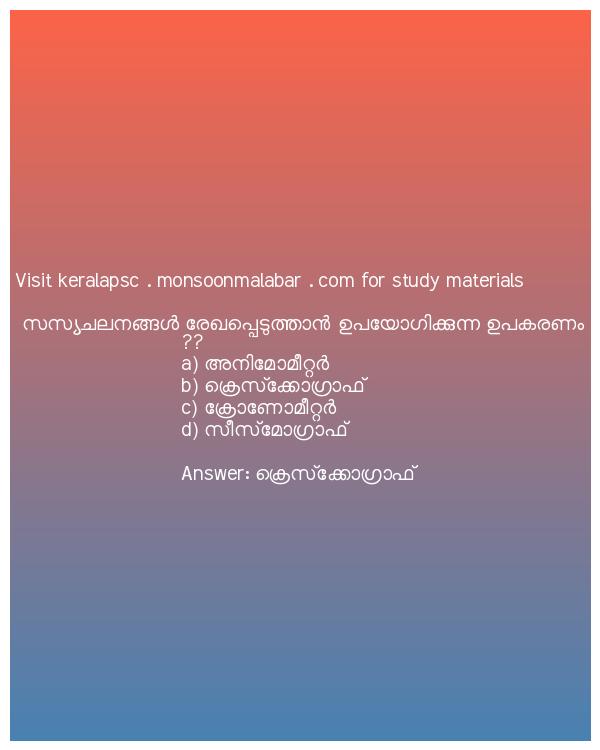 Visit keralapsc . monsoonmalabar . com for study materials
സസ്യചലനങ്ങൾ രേഖപ്പെടുത്താൻ ഉപയോഗിക്കുന്ന ഉപകരണം
??
a) അനിമോമീറ്റർ
b) ക്രെസ്ക്കോഗ്രാഫ്
c) ക്രോണോമീറ്റർ
d) സീസ്മോഗ്രാഫ്
Answer: ക്രെസ്ക്കോഗ്രാഫ്